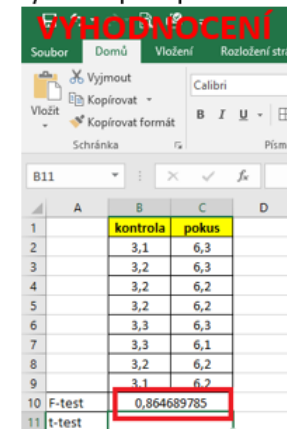 VYHODNOCENÍ
Soubor Domů Vložení Rozložení strá
Vložit
Vyjmout
Kopírovat
Kopírovat formát
Schránka
Calibri
B I U
Písm
B11 fx
A B C D
1 kontrola pokus
2 3,1 6,3
3 3,2 6,3
4 3,2 6,2
5 3,2 6,2
6 3,3 6,3
7 3,3 6,1
8 3,2 6,2
9 3,1 6,2
10 F-test 0,864689785
11 t-test